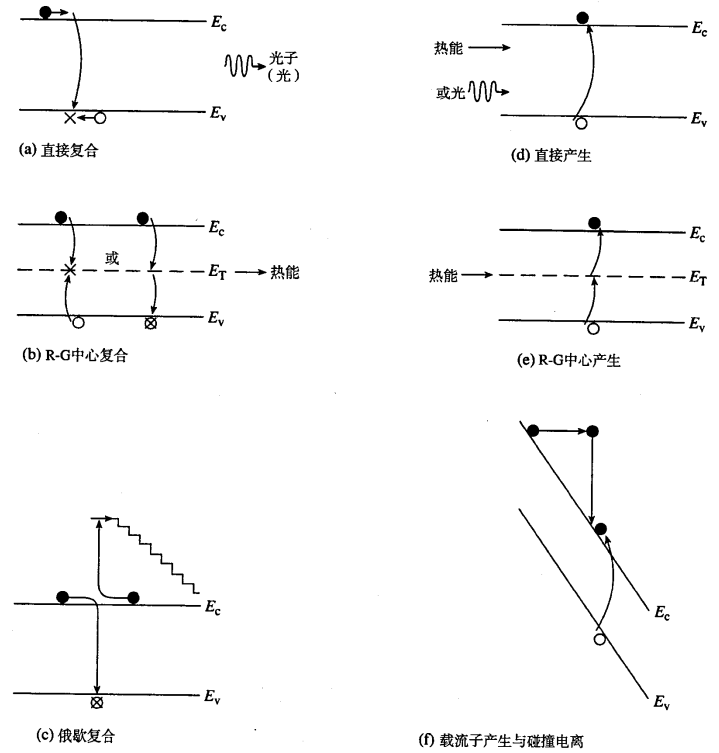 E_c
光子
(光)
E_v
(a) 直接复合
E_c
热能
或光
E_v
(d) 直接产生
E_c
或
E_T
热能
E_v
(b) R-G中心复合
E_c
热能
E_T
E_v
(e) R-G中心产生
E_c
E_v
(c) 俄歇复合
E_c
E_v
(f) 载流子产生与碰撞电离